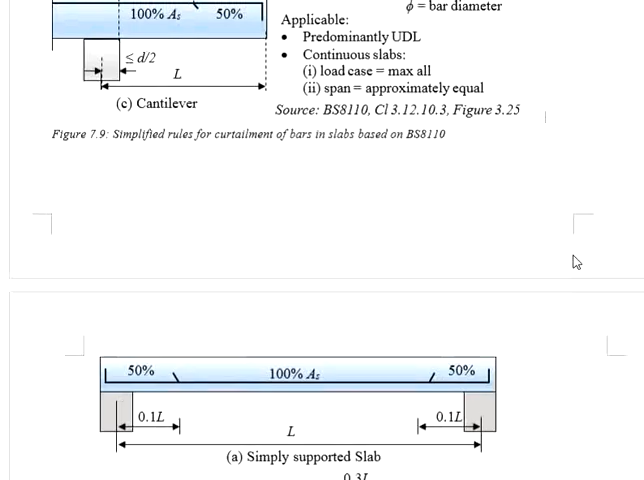 ϕ = bar diameter
100% As 50%
Applicable:
• Predominantly UDL
≤ d/2
• Continuous slabs:
L
(i) load case = max all
(ii) span = approximately equal
(c) Cantilever
Source: BS8110, Cl 3.12.10.3, Figure 3.25
Figure 7.9: Simplified rules for curtailment of bars in slabs based on BS8110
50% 100% As 50%
0.1L 0.1L
L
(a) Simply supported Slab
0.3L